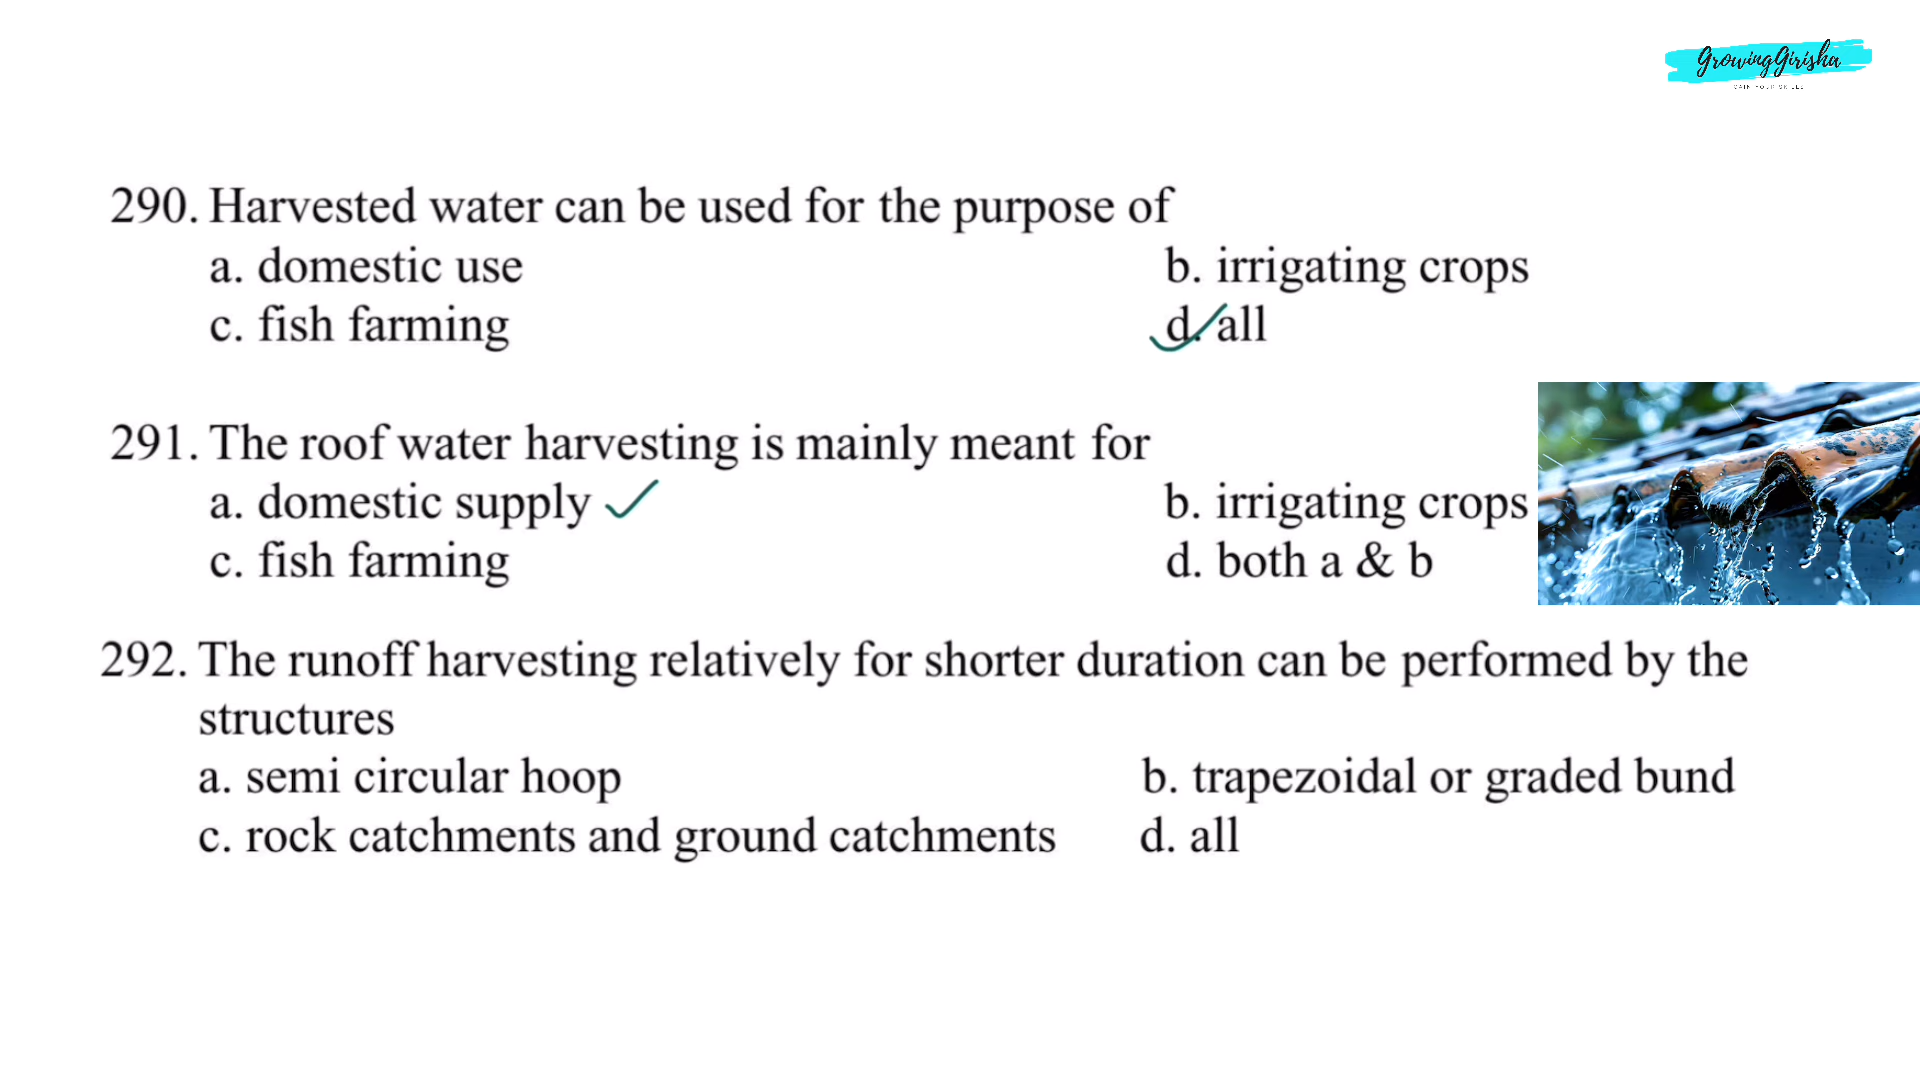 GrowingGirisha
GAIN YOUR SKILLS
290. Harvested water can be used for the purpose of
a. domestic use b. irrigating crops
c. fish farming d. all
291. The roof water harvesting is mainly meant for
a. domestic supply b. irrigating crops
c. fish farming d. both a & b
292. The runoff harvesting relatively for shorter duration can be performed by the
structures
a. semi circular hoop b. trapezoidal or graded bund
c. rock catchments and ground catchments d. all